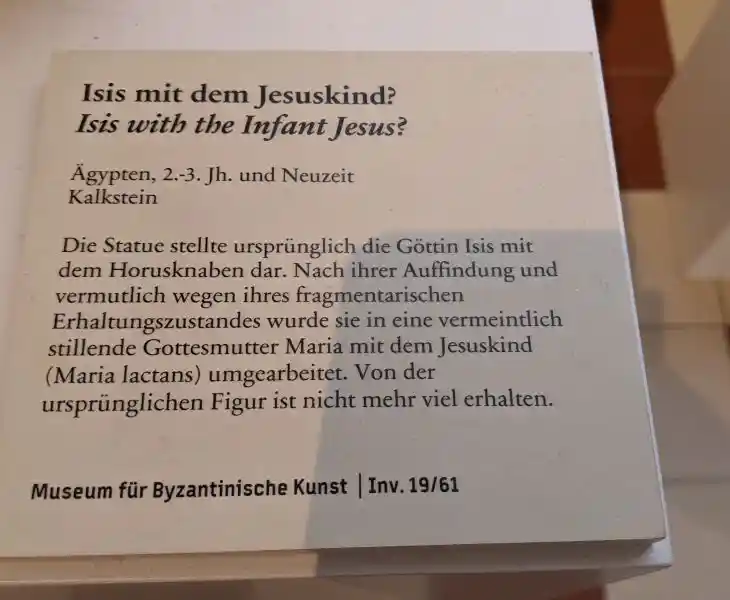 Isis mit dem Jesuskind?
Isis with the Infant Jesus?
Ägypten, 2.-3. Jh. und Neuzeit
Kalkstein
Die Statue stellte ursprünglich die Göttin Isis mit
dem Horusknaben dar. Nach ihrer Auffindung und
vermutlich wegen ihres fragmentarischen
Erhaltungszustandes wurde sie in eine vermeintlich
stillende Gottesmutter Maria mit dem Jesuskind
(Maria lactans) umgearbeitet. Von der
ursprünglichen Figur ist nicht mehr viel erhalten.
Museum für Byzantinische Kunst | Inv. 19/61